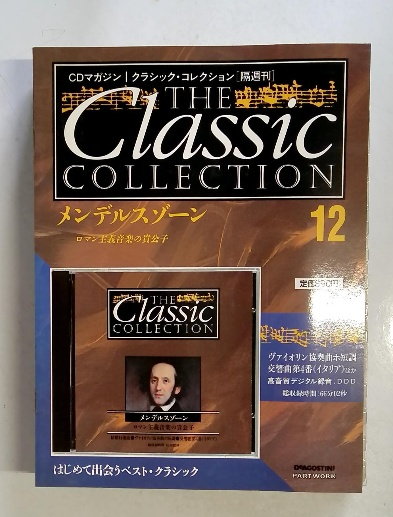 CDマガジン｜クラシック・コレクション[隔週刊]
THE
Classic
COLLECTION
メンデルスゾーン
12
ロマン主義音楽の貴公子
THE
Classic
COLLECTION
メンデルスゾーン
ロマン主義音楽の貴公子
ヴァイオリン協奏曲ホ短調
交響曲第4番《イタリア》ほか
高音質デジタル録音:DDD
はじめて出会うベスト・クラシック
DEAGOSTINI
PARTWORK